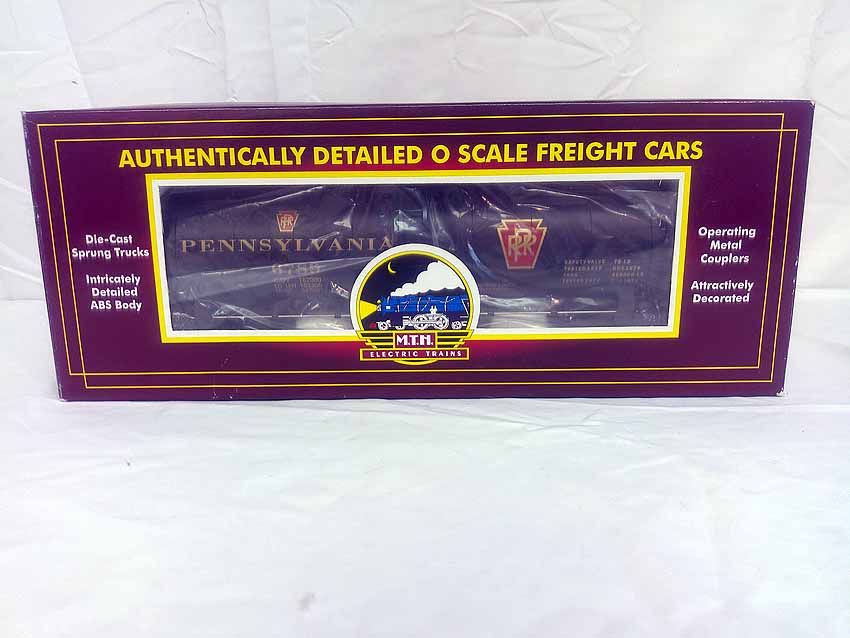 AUTHENTICALLY DETAILED O SCALE FREIGHT CARS
Die-Cast
Sprung Trucks
Intricately
Detailed
ABS Body
PRR
PENNSYLVANIA
PRR
M.T.H.
ELECTRIC TRAINS
Operating
Metal
Couplers
Attractively
Decorated